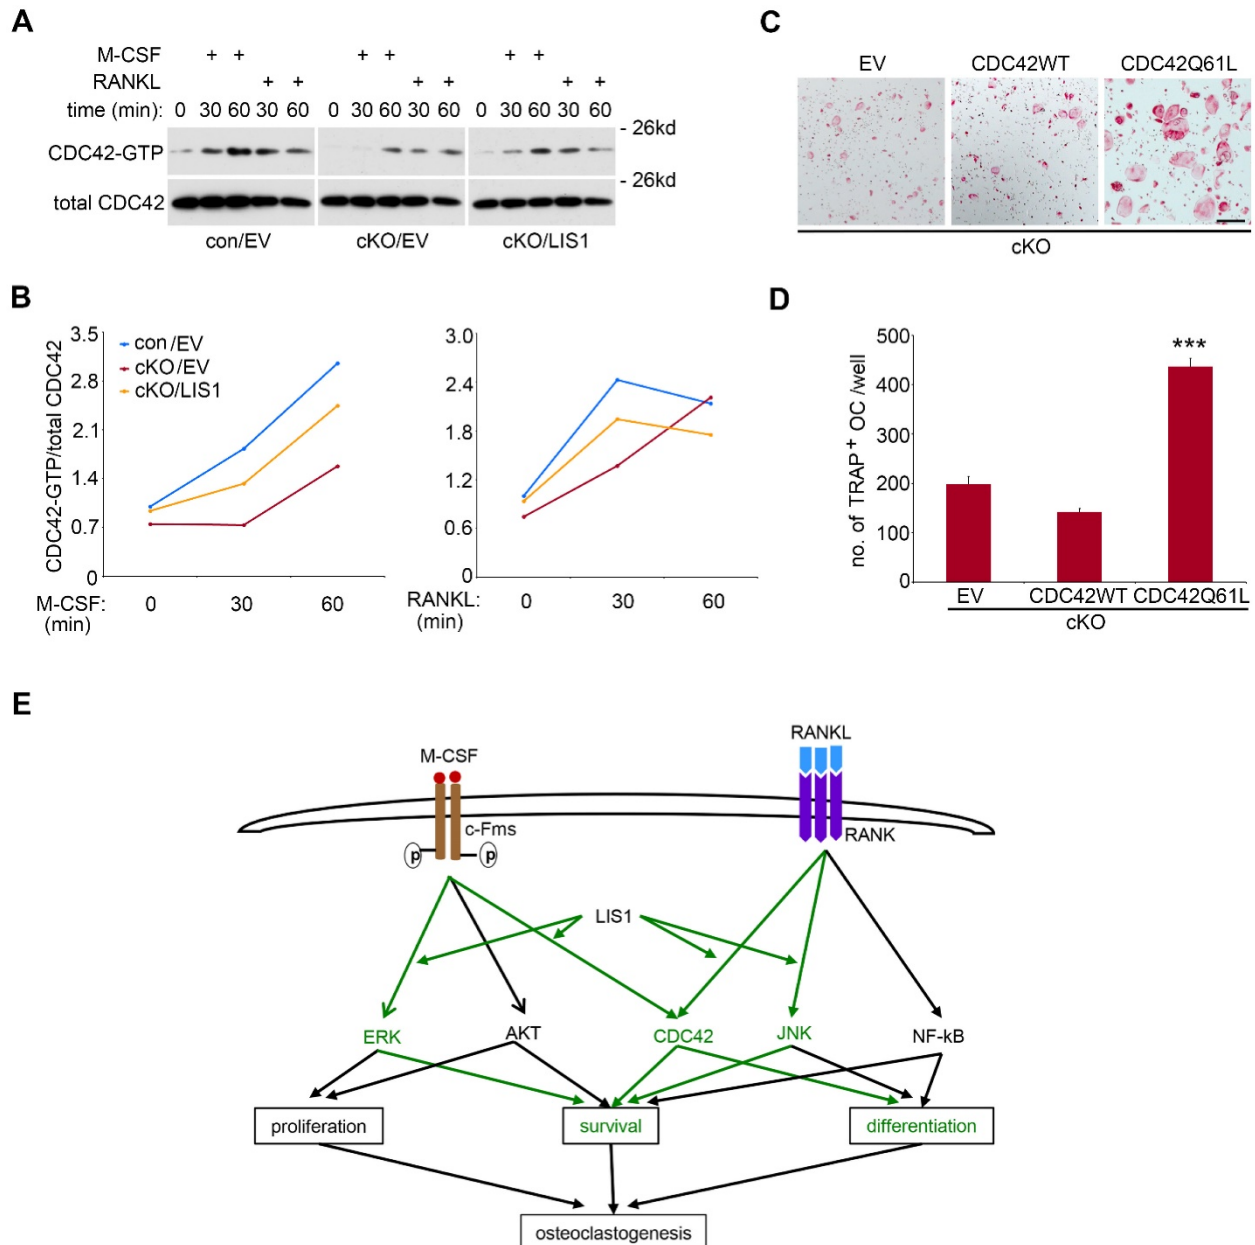 A
M-CSF + + + + + +
RANKL + + + + + +
time (min): 0 30 60 30 60 0 30 60 30 60 0 30 60 30 60
CDC42-GTP - 26kd
total CDC42 - 26kd
con/EV cKO/EV cKO/LIS1
B
CDC42-GTP/total CDC42
3.5
2.8
2.1
1.4
0.7
0
con/EV
cKO/EV
cKO/LIS1
M-CSF: 0 30 60
(min)
3.0
2.4
1.8
1.2
0.6
0
RANKL: 0 30 60
(min)
C
EV CDC42WT CDC42Q61L
cKO
D
no. of TRAP+ OC /well
500
400
300
200
100
0
***
EV CDC42WT CDC42Q61L
cKO
E
M-CSF
RANKL
c-Fms
RANK
p p
LIS1
ERK AKT CDC42 JNK NF-kB
proliferation survival differentiation
osteoclastogenesis